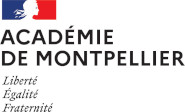 ACADÉMIE
DE MONTPELLIER
Liberté
Égalité
Fraternité